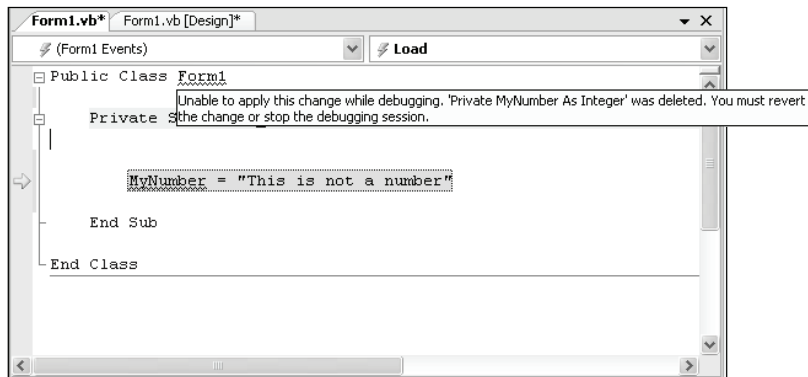 Form1.vb* Form1.vb [Design]*
(Form1 Events) Load
Public Class Form1
Unable to apply this change while debugging. 'Private MyNumber As Integer' was deleted. You must revert
the change or stop the debugging session.
Private S
MyNumber = "This is not a number"
End Sub
End Class